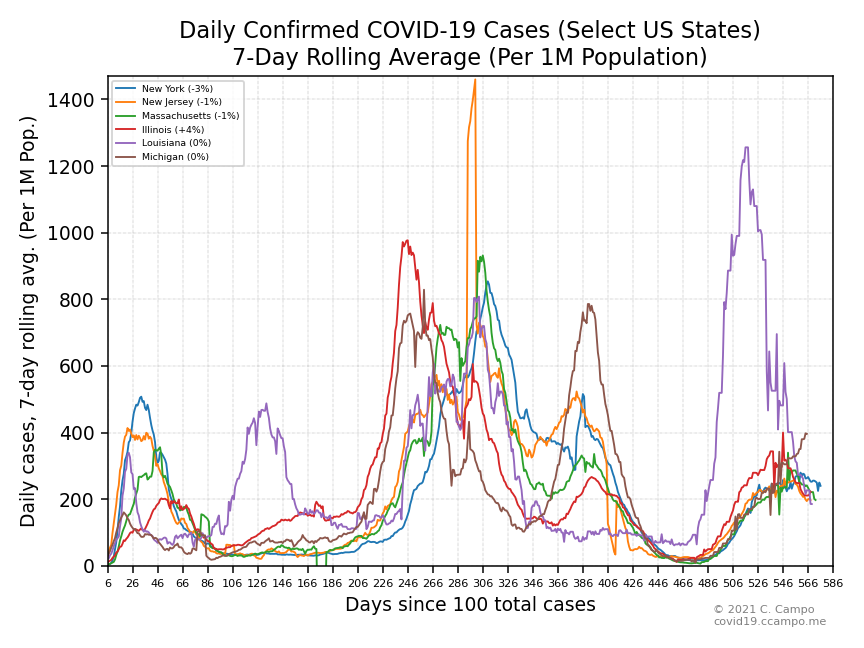 Daily Confirmed COVID-19 Cases (Select US States)
7-Day Rolling Average (Per 1M Population)
Daily cases, 7-day rolling avg. (Per 1M Pop.)
1400
1200
1000
800
600
400
200
0
New York (-3%)
New Jersey (-1%)
Massachusetts (-1%)
Illinois (+4%)
Louisiana (0%)
Michigan (0%)
6 26 46 66 86 106 126 146 166 186 206 226 246 266 286 306 326 346 366 386 406 426 446 466 486 506 526 546 566 586
Days since 100 total cases
© 2021 C. Campo
covid19.ccampo.me